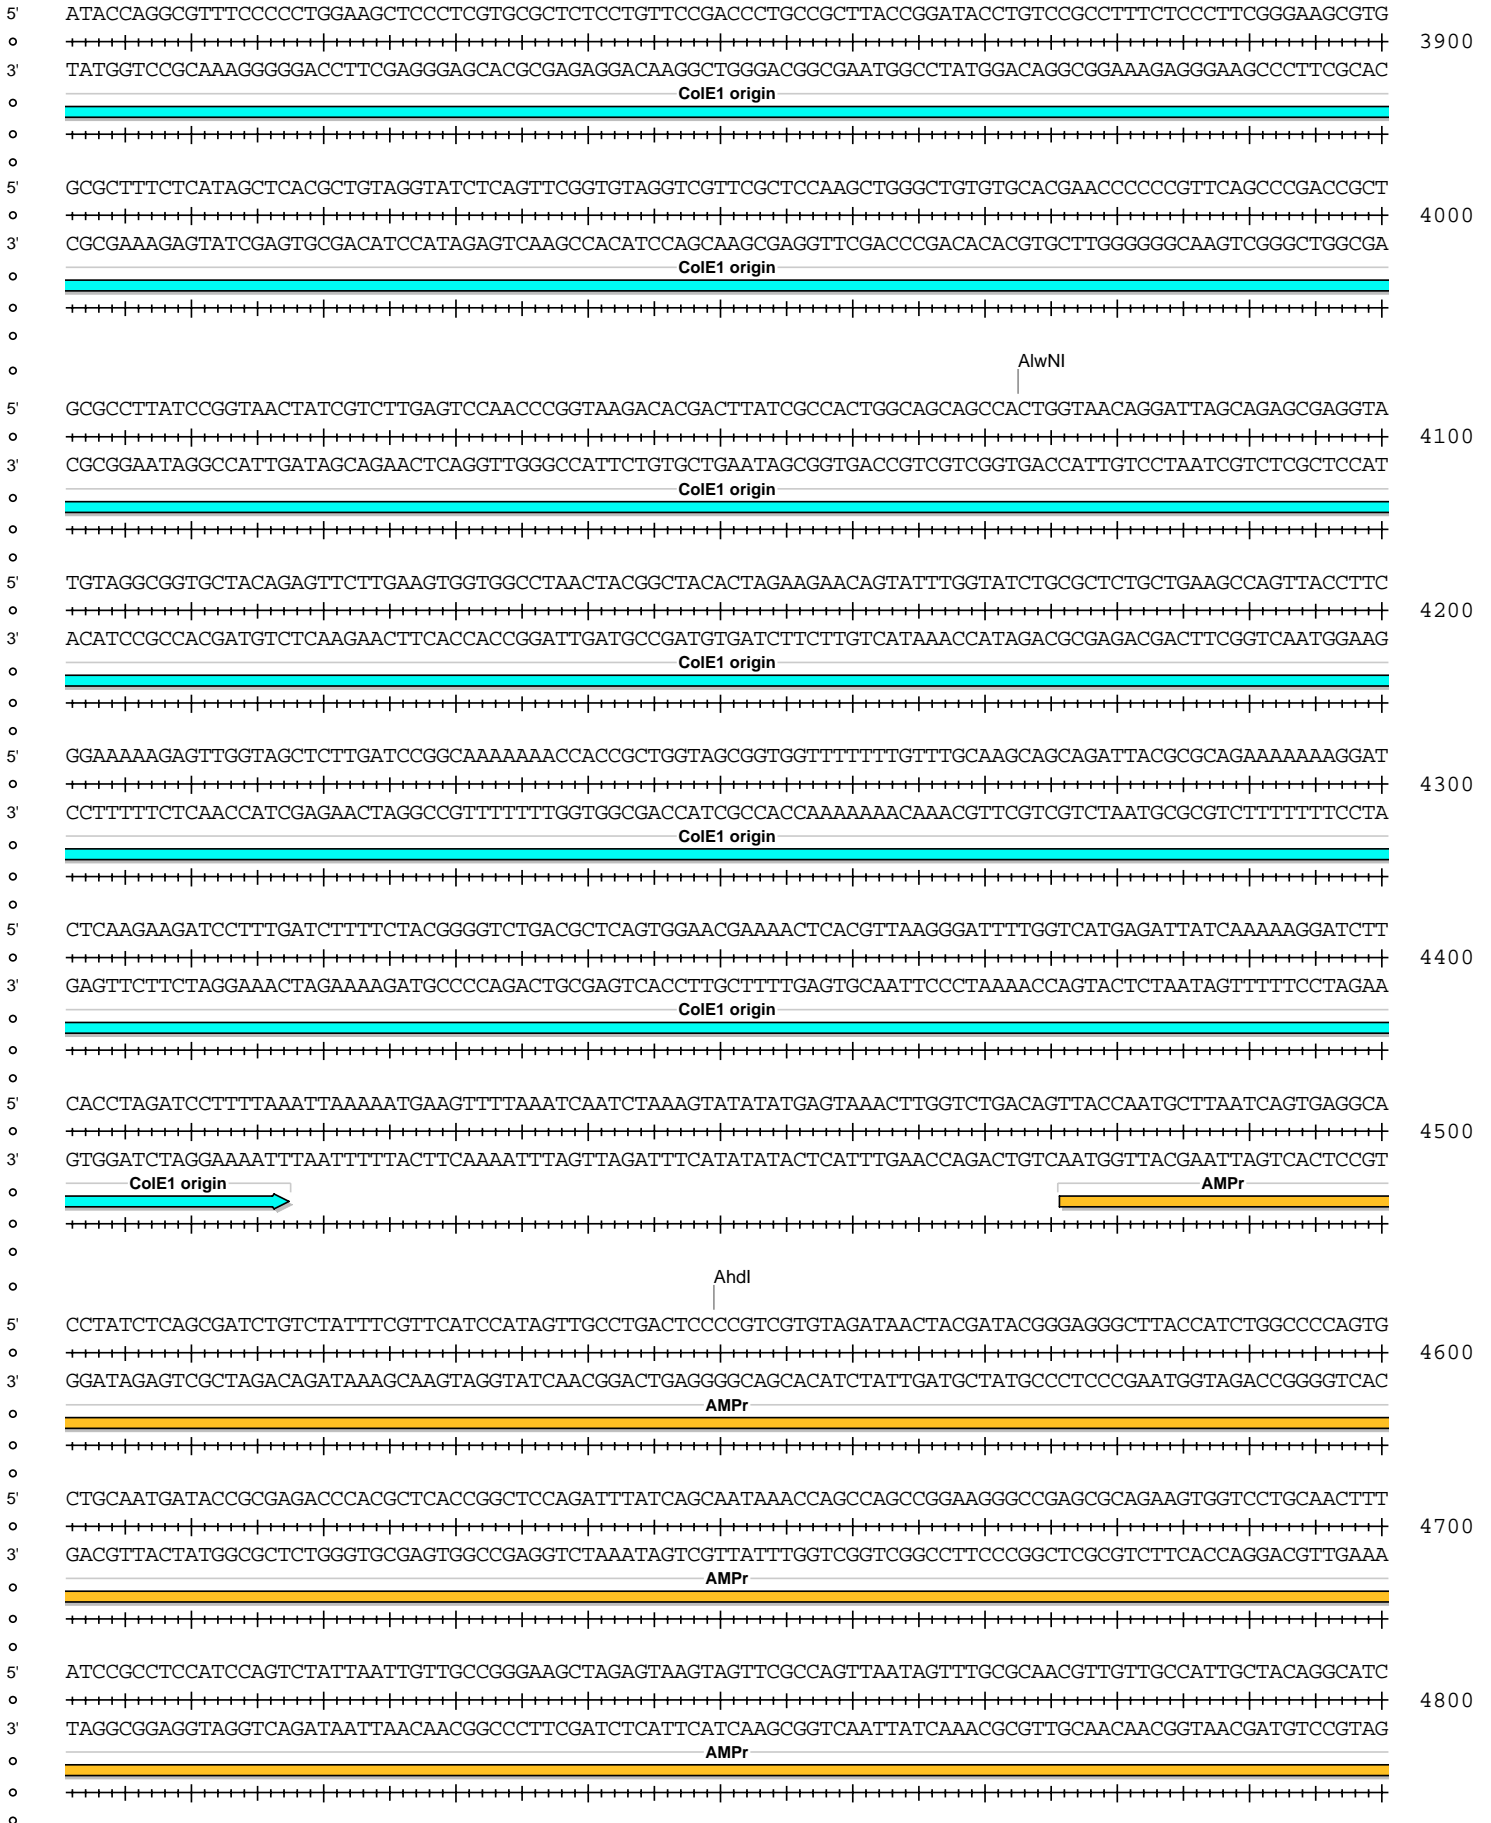 5' ATACCAGGCGTTTCCCCCTGGAAGCTCCCTCGTGCGCTCTCCTGTTCCGACCCTGCCGCTTACCGGATACCTGTCCGCCTTTCTCCCTTCGGGAAGCGTG
3900
3' TATGGTCCGCAAAGGGGGACCTTCGAGGGAGCACGCGAGAGGACAAGGCTGGGACGGCGAATGGCCTATGGACAGGCGGAAAGAGGGAAGCCCTTCGCAC
ColE1 origin
5' GCGCTTTCTCATAGCTCACGCTGTAGGTATCTCAGTTCGGTGTAGGTCGTTCGCTCCAAGCTGGGCTGTGTGCACGAACCCCCCGTTCAGCCCGACCGCT
4000
3' CGCGAAAGAGTATCGAGTGCGACATCCATAGAGTCAAGCCACATCCAGCAAGCGAGGTTCGACCCGACACACGTGCTTGGGGGGCAAGTCGGGCTGGCGA
ColE1 origin
AlwNI
5' GCGCCTTATCCGGTAACTATCGTCTTGAGTCCAACCCGGTAAGACACGACTTATCGCCACTGGCAGCAGCCACTGGTAACAGGATTAGCAGAGCGAGGTA
4100
3' CGCGGAATAGGCCATTGATAGCAGAACTCAGGTTGGGCCATTCTGTGCTGAATAGCGGTGACCGTCGTCGGTGACCATTGTCCTAATCGTCTCGCTCCAT
ColE1 origin
5' TGTAGGCGGTGCTACAGAGTTCTTGAAGTGGTGGCCTAACTACGGCTACACTAGAAGAACAGTATTTGGTATCTGCGCTCTGCTGAAGCCAGTTACCTTC
4200
3' ACATCCGCCACGATGTCTCAAGAACTTCACCACCGGATTGATGCCGATGTGATCTTCTTGTCATAAACCATAGACGCGAGACGACTTCGGTCAATGGAAG
ColE1 origin
5' GGAAAAAGAGTTGGTAGCTCTTGATCCGGCAAAAAAACCACCGCTGGTAGCGGTGGTTTTTTTGTTTGCAAGCAGCAGATTACGCGCAGAAAAAAAGGAT
4300
3' CCTTTTTCTCAACCATCGAGAACTAGGCCGTTTTTTTGGTGGCGACCATCGCCACCAAAAAAACAAACGTTCGTCGTCTAATGCGCGTCTTTTTTTCCTA
ColE1 origin
5' CTCAAGAAGATCCTTTGATCTTTTCTACGGGGTCTGACGCTCAGTGGAACGAAAACTCACGTTAAGGGATTTTGGTCATGAGATTATCAAAAAGGATCTT
4400
3' GAGTTCTTCTAGGAAACTAGAAAAGATGCCCCAGACTGCGAGTCACCTTGCTTTTGAGTGCAATTCCCTAAAACCAGTACTCTAATAGTTTTTCCTAGAA
ColE1 origin
5' CACCTAGATCCTTTTAAATTAAAAATGAAGTTTTAAATCAATCTAAAGTATATATGAGTAAACTTGGTCTGACAGTTACCAATGCTTAATCAGTGAGGCA
4500
3' GTGGATCTAGGAAAATTTAATTTTTACTTCAAAATTTAGTTAGATTTCATATATACTCATTTGAACCAGACTGTCAATGGTTACGAATTAGTCACTCCGT
ColE1 origin AMPr
AhdI
5' CCTATCTCAGCGATCTGTCTATTTCGTTCATCCATAGTTGCCTGACTCCCCGTCGTGTAGATAACTACGATACGGGAGGGCTTACCATCTGGCCCCAGTG
4600
3' GGATAGAGTCGCTAGACAGATAAAGCAAGTAGGTATCAACGGACTGAGGGGCAGCACATCTATTGATGCTATGCCCTCCCGAATGGTAGACCGGGGTCAC
AMPr
5' CTGCAATGATACCGCGAGACCCACGCTCACCGGCTCCAGATTTATCAGCAATAAACCAGCCAGCCGGAAGGGCCGAGCGCAGAAGTGGTCCTGCAACTTT
4700
3' GACGTTACTATGGCGCTCTGGGTGCGAGTGGCCGAGGTCTAAATAGTCGTTATTTGGTCGGTCGGCCTTCCCGGCTCGCGTCTTCACCAGGACGTTGAAA
AMPr
5' ATCCGCCTCCATCCAGTCTATTAATTGTTGCCGGGAAGCTAGAGTAAGTAGTTCGCCAGTTAATAGTTTGCGCAACGTTGTTGCCATTGCTACAGGCATC
4800
3' TAGGCGGAGGTAGGTCAGATAATTAACAACGGCCCTTCGATCTCATTCATCAAGCGGTCAATTATCAAACGCGTTGCAACAACGGTAACGATGTCCGTAG
AMPr